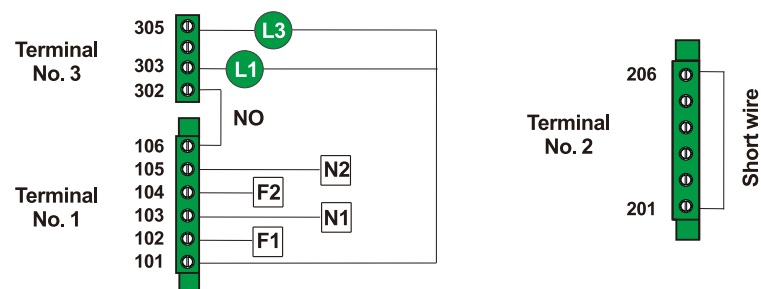 305
L3
Terminal
No. 3
303
L1
302
NO
106
105
N2
Terminal
No. 1
104
F2
103
N1
102
F1
101
206
Terminal
No. 2
Short wire
201